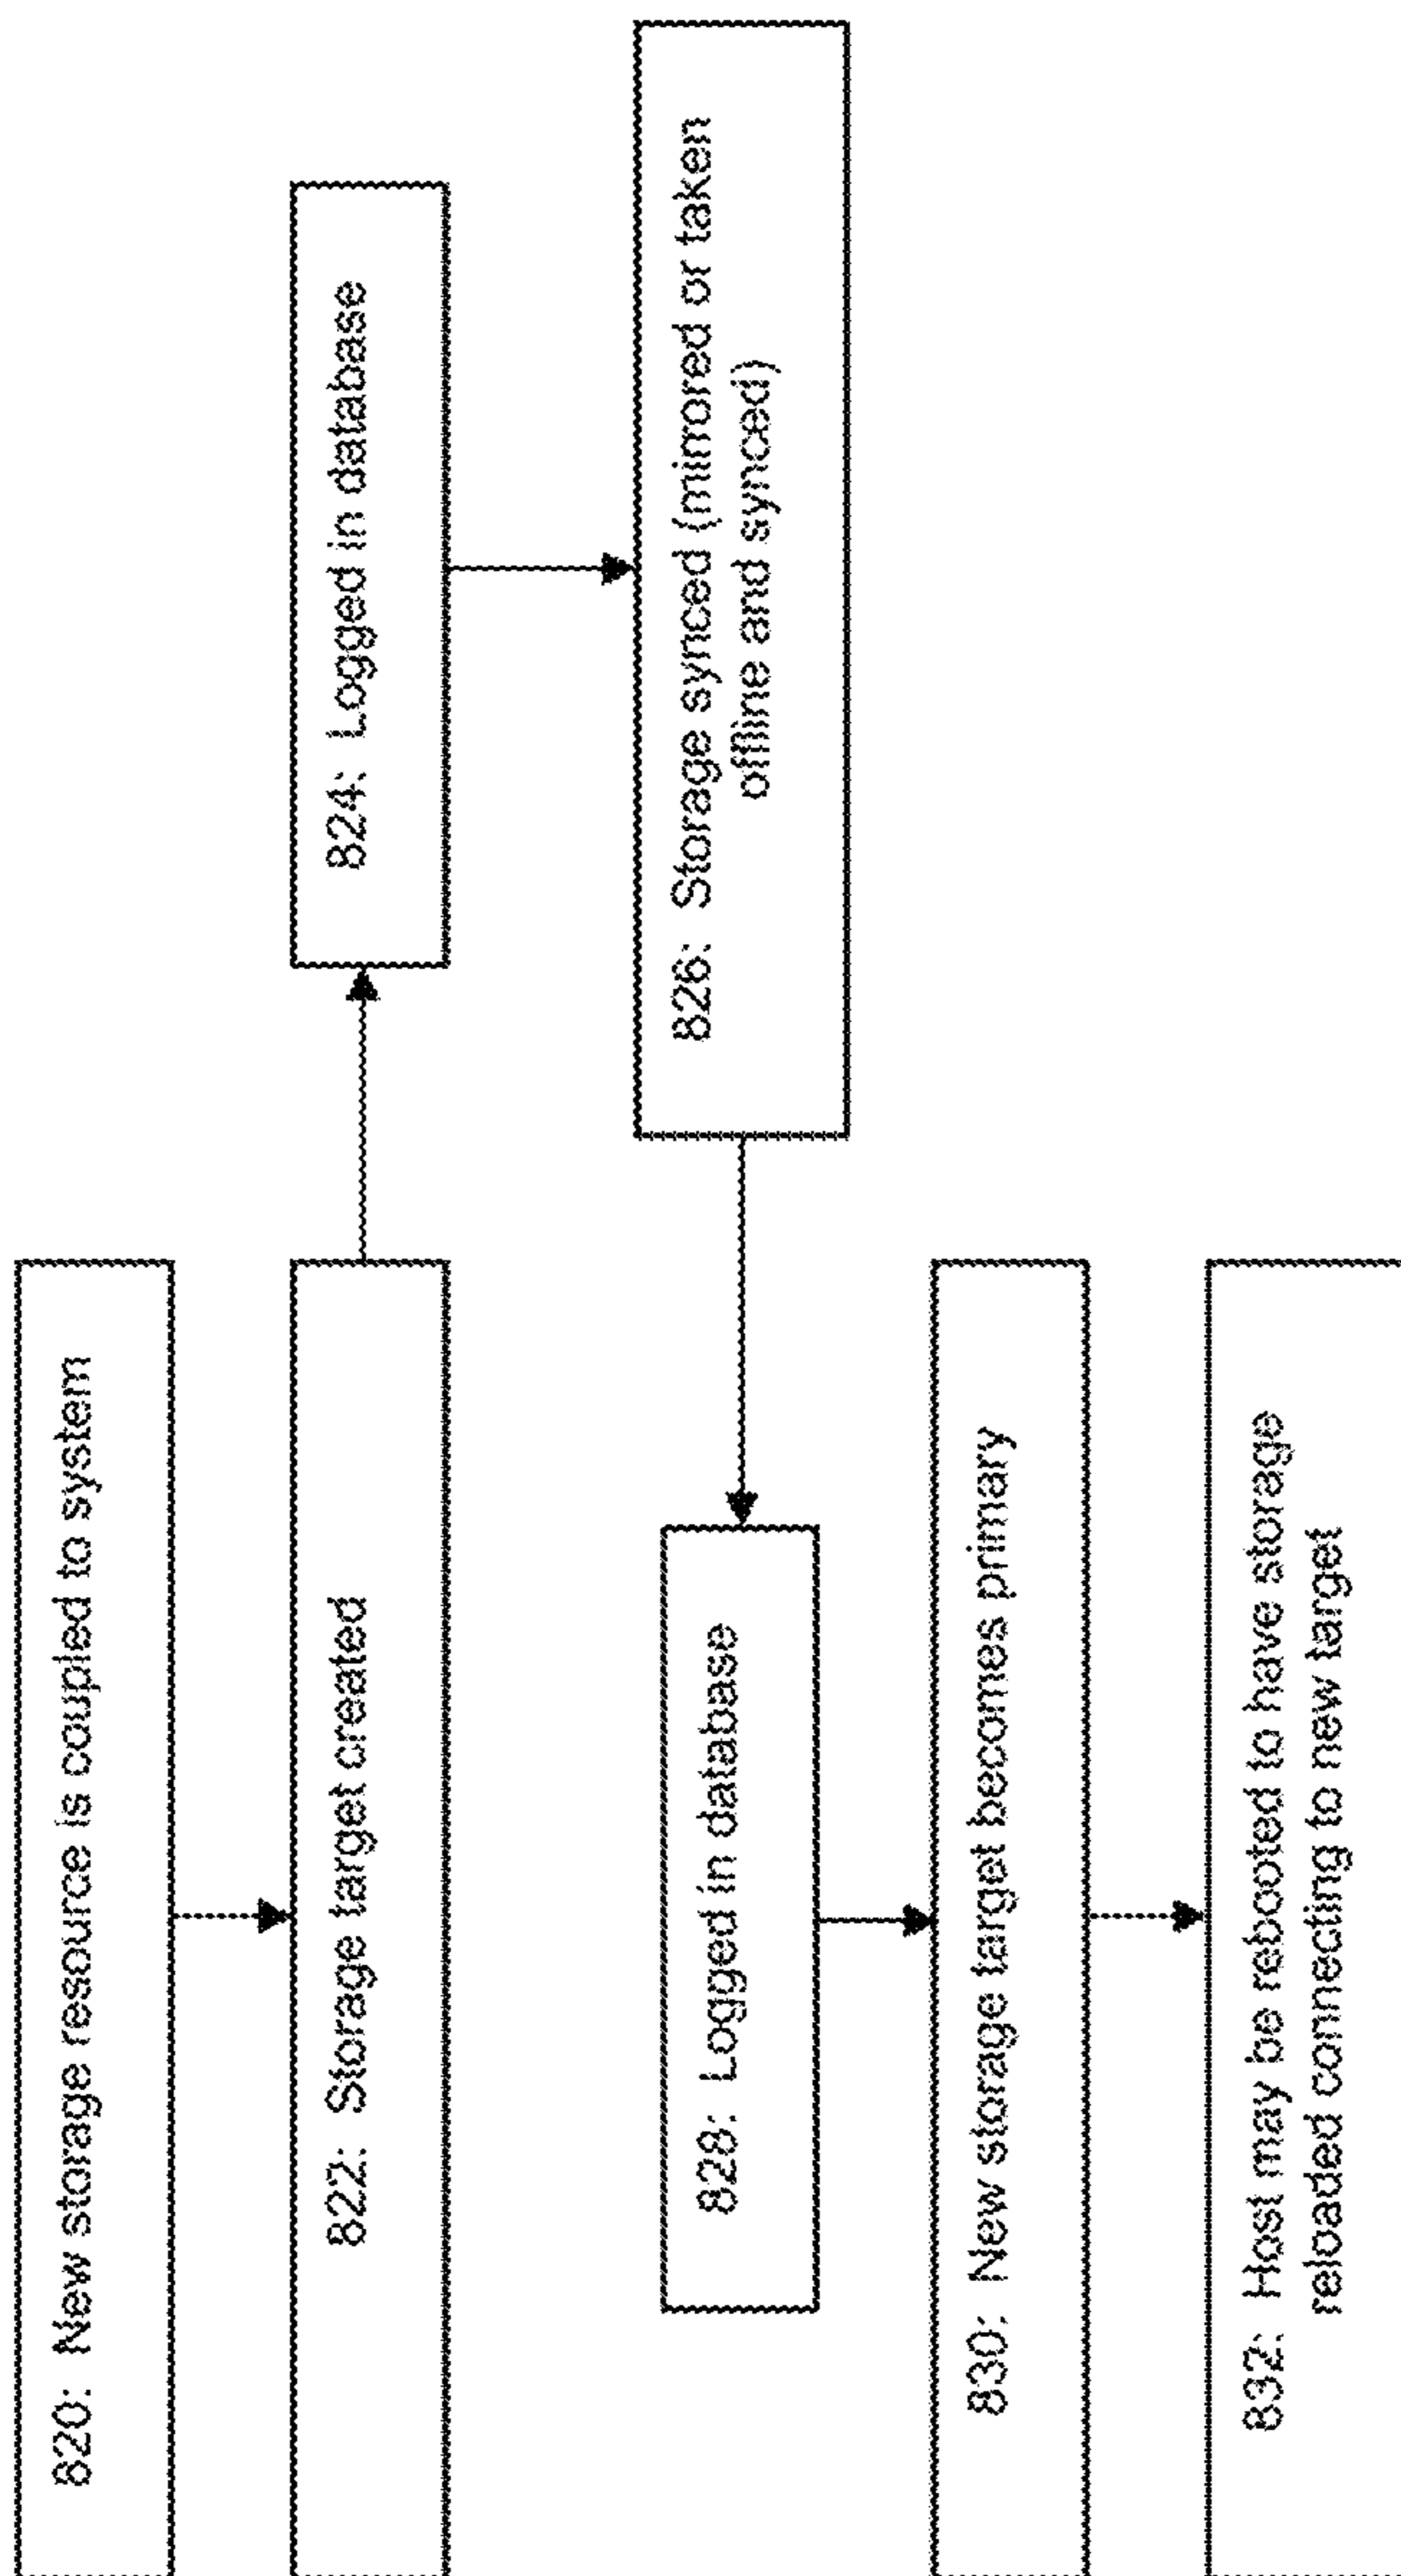 820: New storage resource is coupled to system
822: Storage target created
824: Logged in database
826: Storage synced (mirrored or taken
offline and synced)
828: Logged in database
830: New storage target becomes primary
832: Host may be rebooted to have storage
reloaded connecting to new target